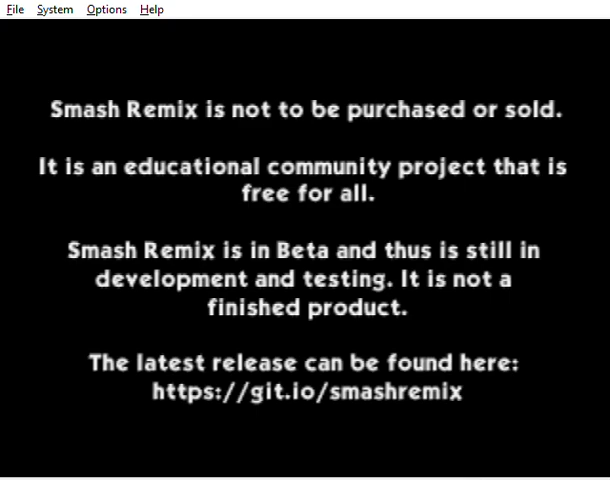 File System Options Help
Smash Remix is not to be purchased or sold.
It is an educational community project that is
free for all.
Smash Remix is in Beta and thus is still in
development and testing. It is not a
finished product.
The latest release can be found here:
https://git.io/smashremix